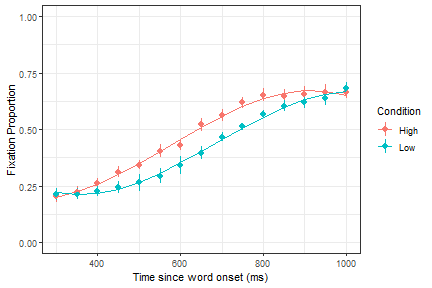 1.00
0.75
0.50
0.25
0.00
Fixation Proportion
400
600
800
1000
Time since word onset (ms)
Condition
High
Low